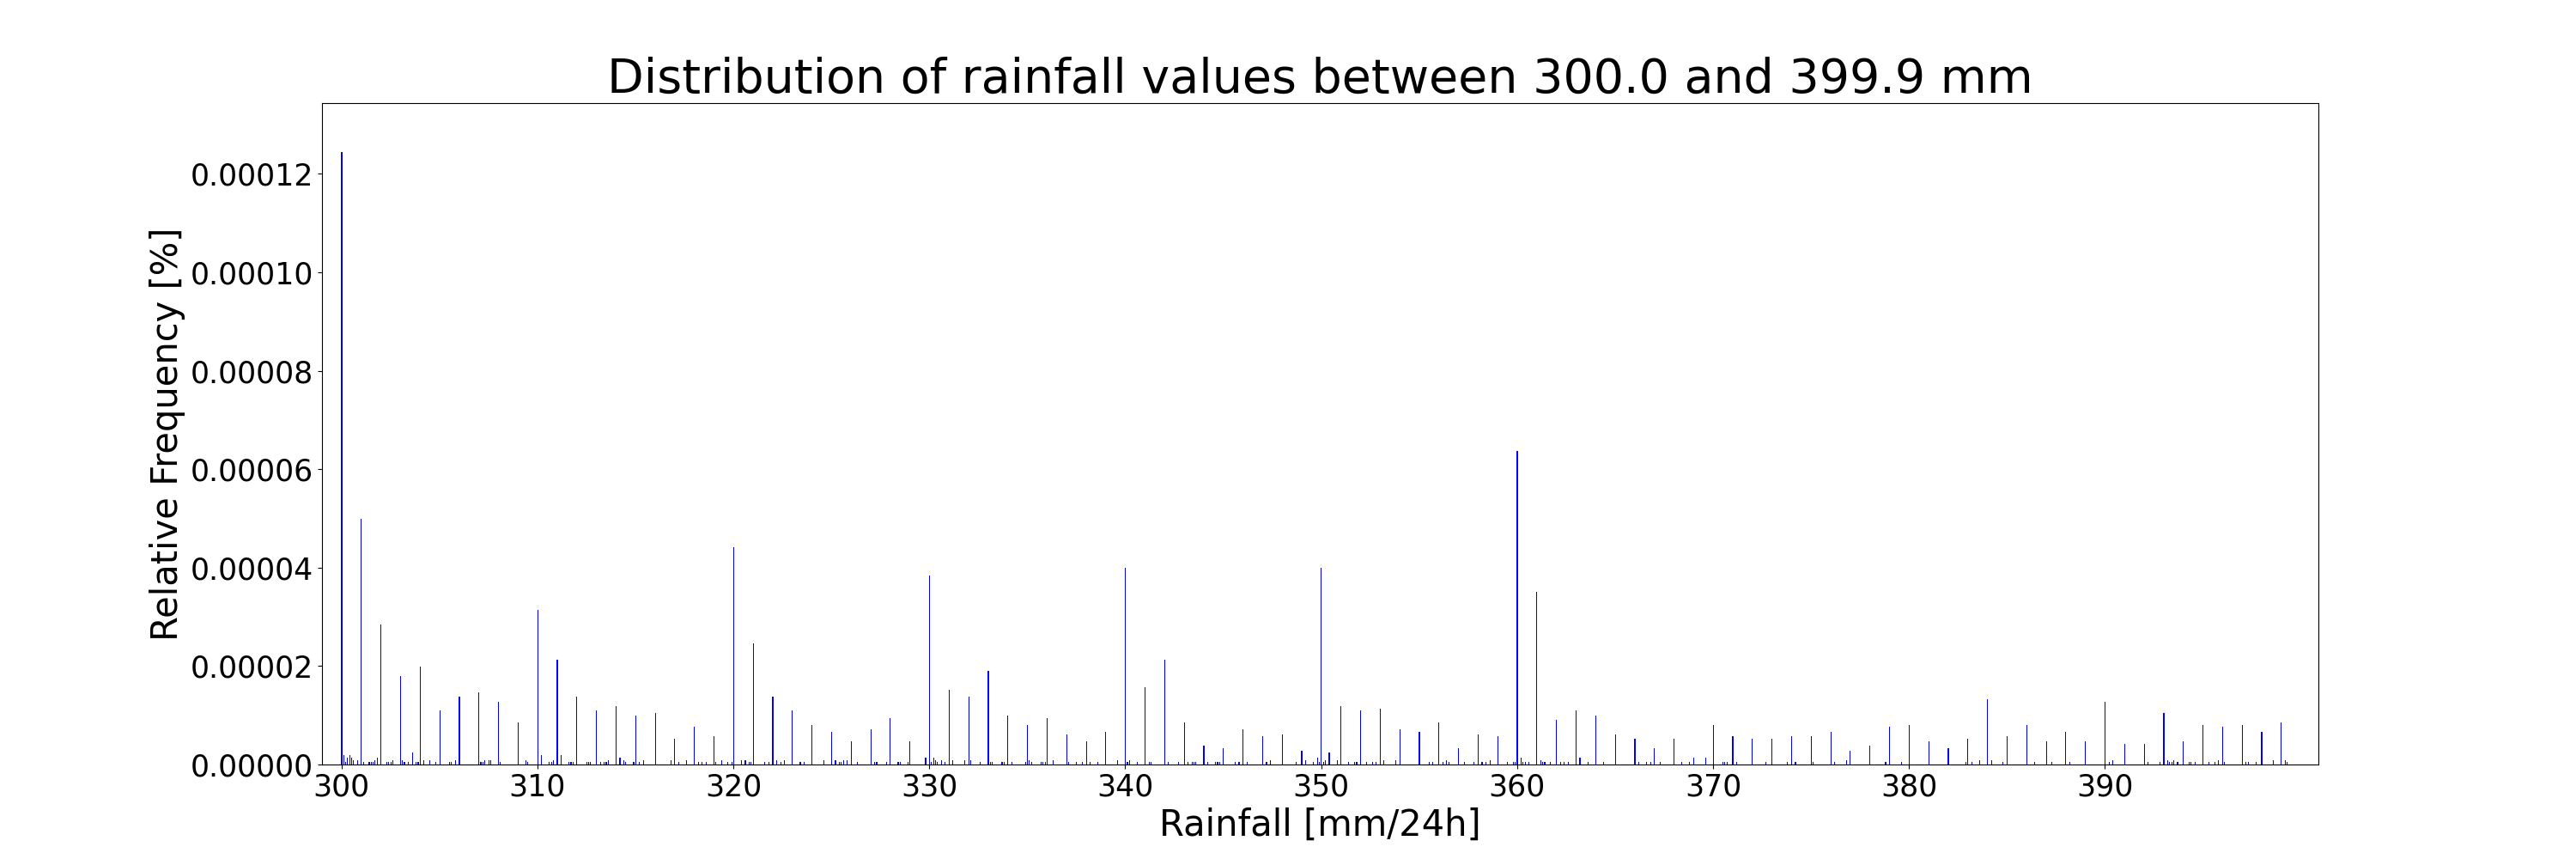 Distribution of rainfall values between 300.0 and 399.9 mm
Relative Frequency [%]
0.00012
0.00010
0.00008
0.00006
0.00004
0.00002
0.00000
300 310 320 330 340 350 360 370 380 390
Rainfall [mm/24h]